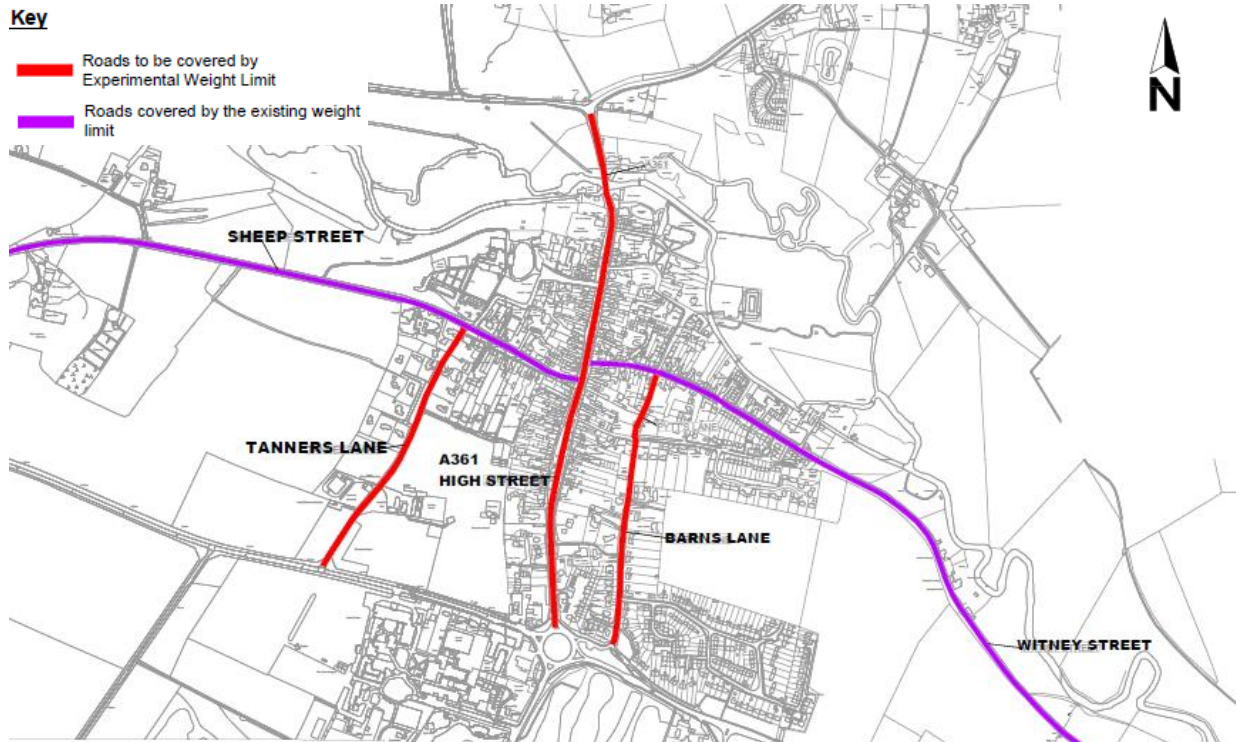 Key
Roads to be covered by
Experimental Weight Limit
Roads covered by the existing weight
limit
N
A361
SHEEP STREET
TANNERS LANE
A361
HIGH STREET
BARNS LANE
WITNEY STREET